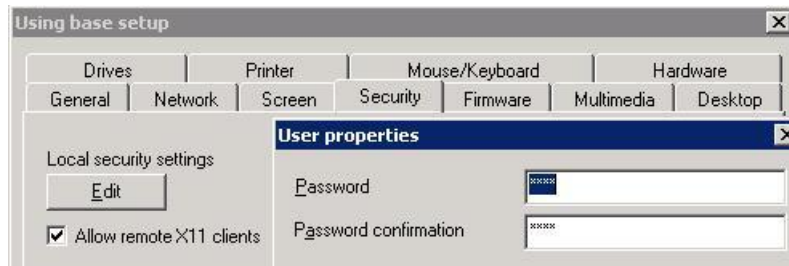 Using base setup
Drives Printer Mouse/Keyboard Hardware
General Network Screen Security Firmware Multimedia Desktop
User properties
Local security settings
Edit
Password ****
Allow remote X11 clients
Password confirmation ****